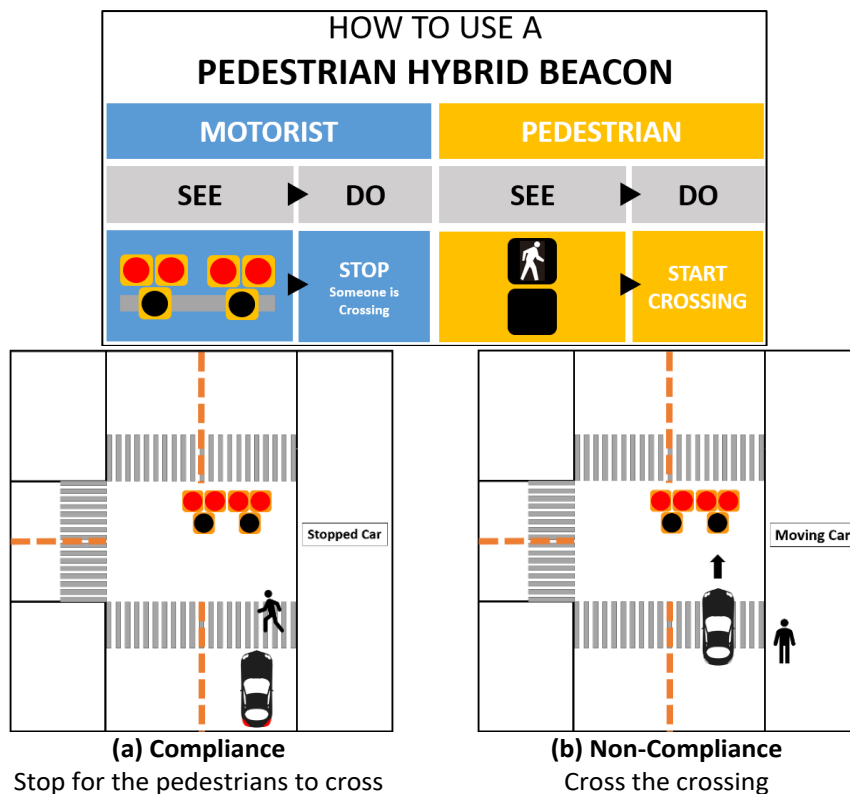 HOW TO USE A
PEDESTRIAN HYBRID BEACON
MOTORIST
PEDESTRIAN
SEE
DO
SEE
DO
STOP
Someone is
Crossing
START
CROSSING
Stopped Car
Moving Car
(a) Compliance
Stop for the pedestrians to cross
(b) Non-Compliance
Cross the crossing